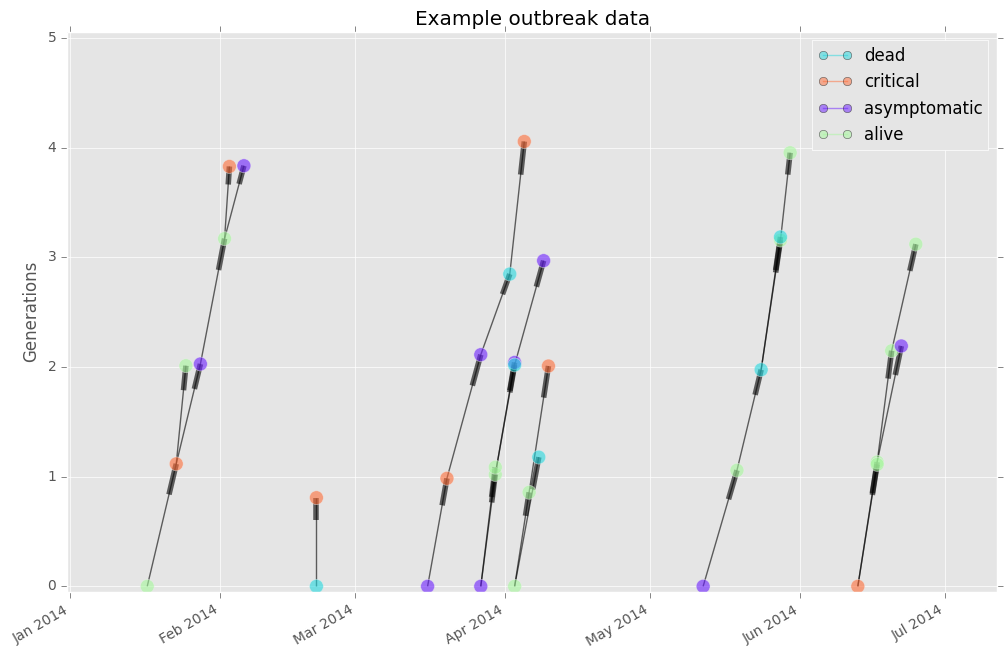 Example outbreak data
5
4
3
2
1
0
Generations
dead
critical
asymptomatic
alive
Jan 2014
Feb 2014
Mar 2014
Apr 2014
May 2014
Jun 2014
Jul 2014